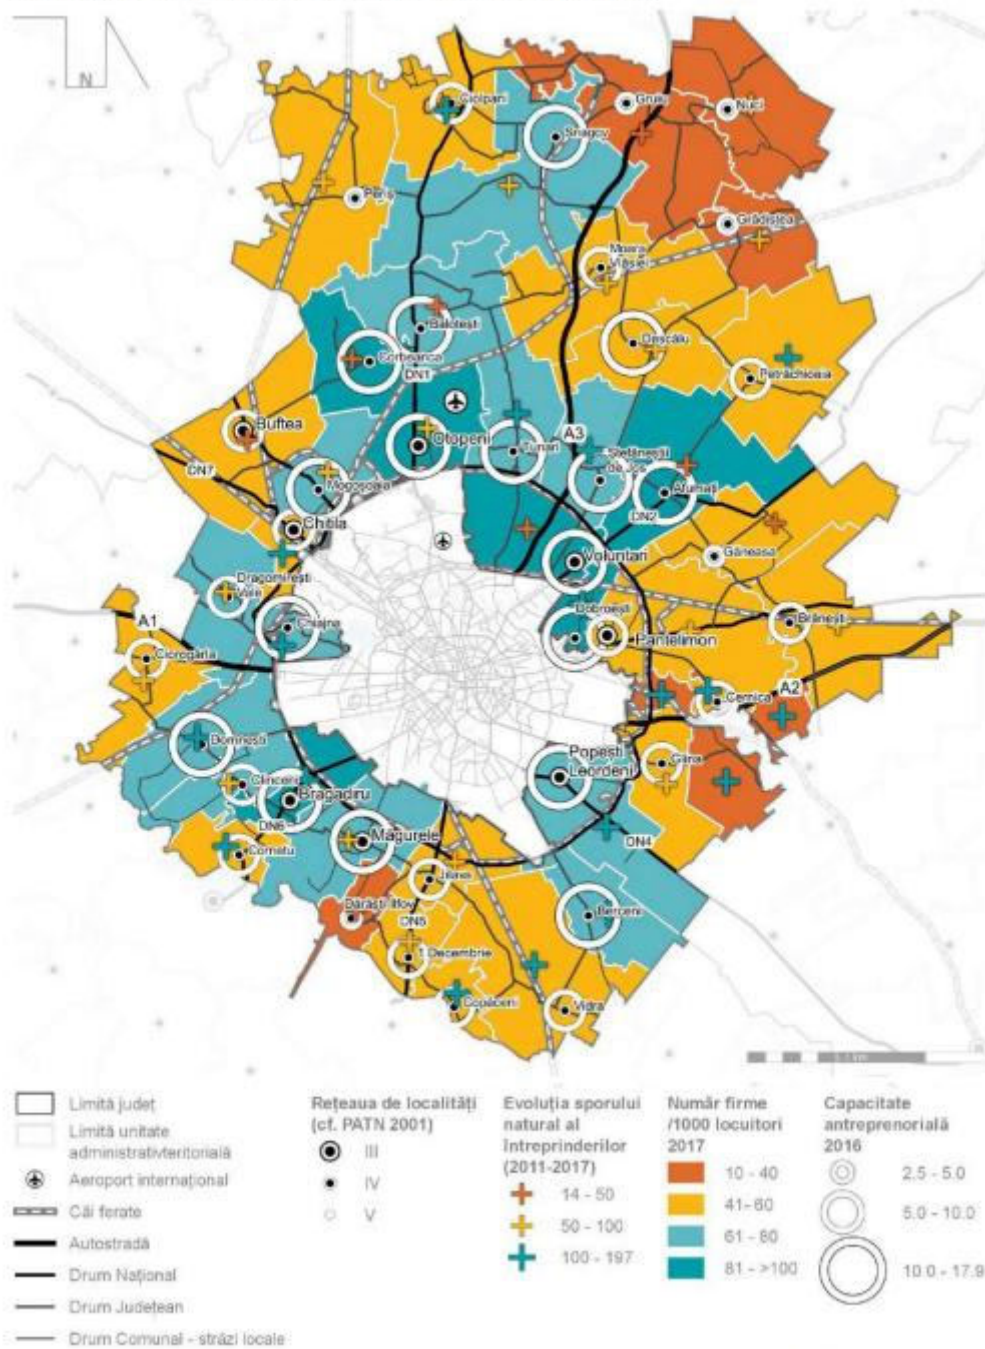 N
Ciolpani
Snagov
Gruiu
Nuci
Periș
Grădiștea
Moara
Vlăsiei
Balotești
Corbeanca
DN1
Dascălu
Petrăchioaia
Buftea
Otopeni
Tunari
A3
Ștefănești
de Jos
Afumați
DN7
Mogoșoaia
DN2
Chitila
Voluntari
Găneasa
Dragomirești
Vale
Dobroești
Pantelimon
Brănești
A1
Chiajna
Ciorogârla
Cernica
A2
Domnești
Popești
Leordeni
Glina
Clinceni
Bragadiru
DN6
Magurele
DN4
Cornetu
Jilava
Dărăști-Ilfov
DN5
Berceni
1 Decembrie
Copăceni
Vidra
Limită județ
Limită unitate
administrativteritorială
Aeroport internațional
Căi ferate
Autostradă
Drum Național
Drum Județean
Drum Comunal - străzi locale
Rețeaua de localități
(cf. PATN 2001)
III
IV
V
Evoluția sporului
natural al
întreprinderilor
(2011-2017)
14 - 50
50 - 100
100 - 197
Număr firme
/1000 locuitori
2017
10 - 40
41- 60
61 - 80
81 - >100
Capacitate
antreprenorială
2016
2.5 - 5.0
5.0 - 10.0
10.0 - 17.9